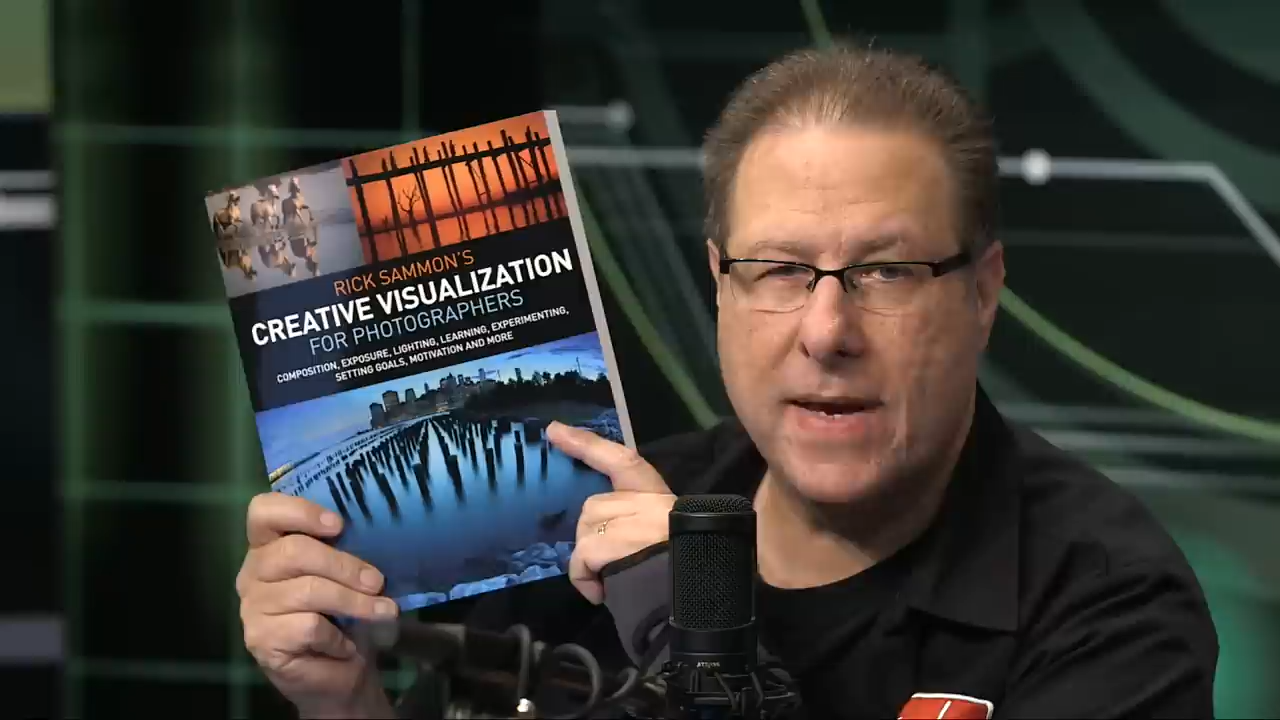 RICK SAMMON'S
CREATIVE VISUALIZATION
FOR PHOTOGRAPHERS
COMPOSITION, EXPOSURE, LIGHTING, LEARNING, EXPERIMENTING,
SETTING GOALS, MOTIVATION AND MORE